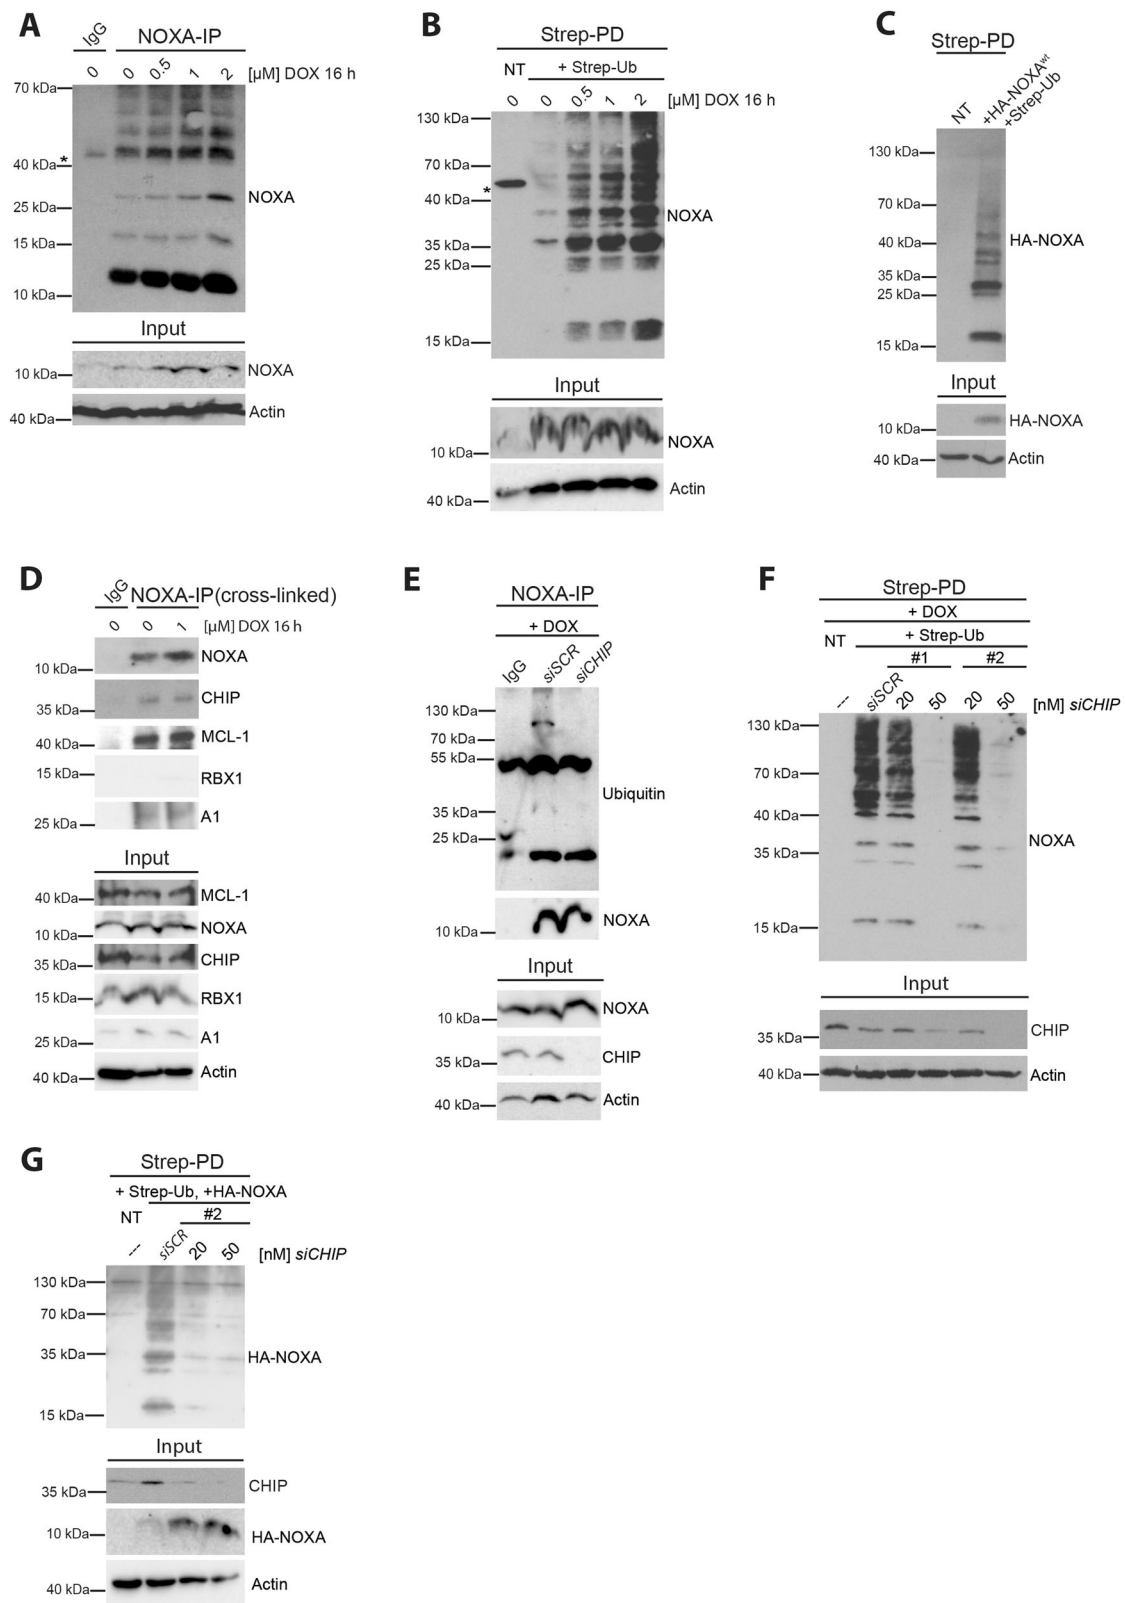 A
IgG
NOXA-IP
0
0
0.5
1
2
[µM] DOX 16 h
70 kDa
*
40 kDa
25 kDa
15 kDa
10 kDa
NOXA
Input
10 kDa
NOXA
40 kDa
Actin
B
Strep-PD
NT
+ Strep-Ub
0
0
0.5
1
2
[µM] DOX 16 h
130 kDa
70 kDa
*
40 kDa
35 kDa
25 kDa
15 kDa
NOXA
Input
10 kDa
NOXA
40 kDa
Actin
C
Strep-PD
NT
+HA-NOXAwt
+Strep-Ub
130 kDa
70 kDa
40 kDa
35 kDa
25 kDa
15 kDa
HA-NOXA
Input
10 kDa
HA-NOXA
40 kDa
Actin
D
IgG
NOXA-IP(cross-linked)
0
0
1
[µM] DOX 16 h
10 kDa
NOXA
35 kDa
CHIP
40 kDa
MCL-1
15 kDa
RBX1
25 kDa
A1
Input
40 kDa
MCL-1
10 kDa
NOXA
35 kDa
CHIP
15 kDa
RBX1
25 kDa
A1
40 kDa
Actin
E
NOXA-IP
+ DOX
IgG
siSCR
siCHIP
130 kDa
70 kDa
55 kDa
35 kDa
25 kDa
Ubiquitin
10 kDa
NOXA
Input
10 kDa
NOXA
35 kDa
CHIP
40 kDa
Actin
F
Strep-PD
+ DOX
NT
+ Strep-Ub
#1
#2
---
siSCR
20
50
20
50
[nM] siCHIP
130 kDa
70 kDa
40 kDa
35 kDa
15 kDa
NOXA
Input
35 kDa
CHIP
40 kDa
Actin
G
Strep-PD
+ Strep-Ub, +HA-NOXA
NT
#2
---
siSCR
20
50
[nM] siCHIP
130 kDa
70 kDa
35 kDa
15 kDa
HA-NOXA
Input
35 kDa
CHIP
10 kDa
HA-NOXA
40 kDa
Actin